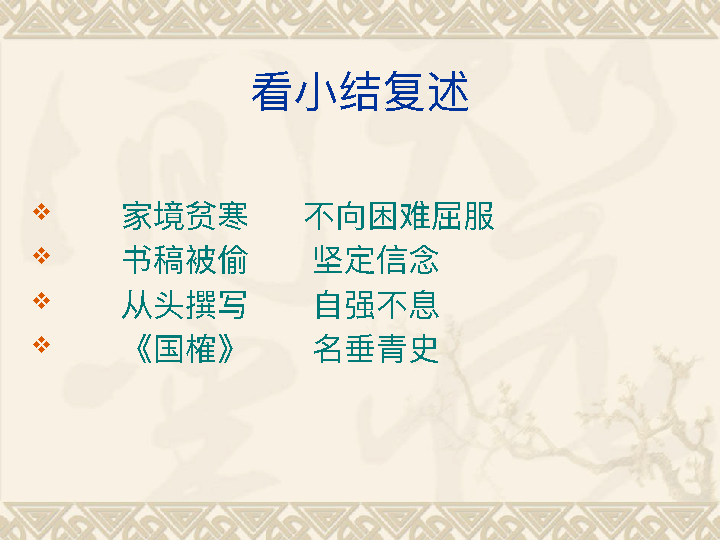 看小结复述
家境贫寒 不向困难屈服
书稿被偷 坚定信念
从头撰写 自强不息
《国榷》 名垂青史